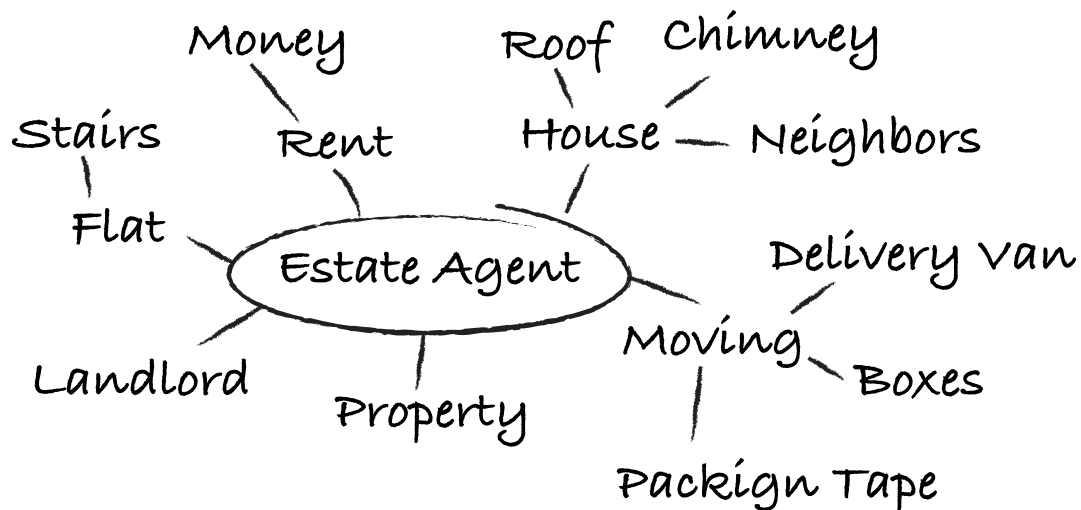 Money
Roof
Chimney
Stairs
Rent
House
Neighbors
Flat
Estate Agent
Delivery Van
Moving
Landlord
Boxes
Property
Packign Tape